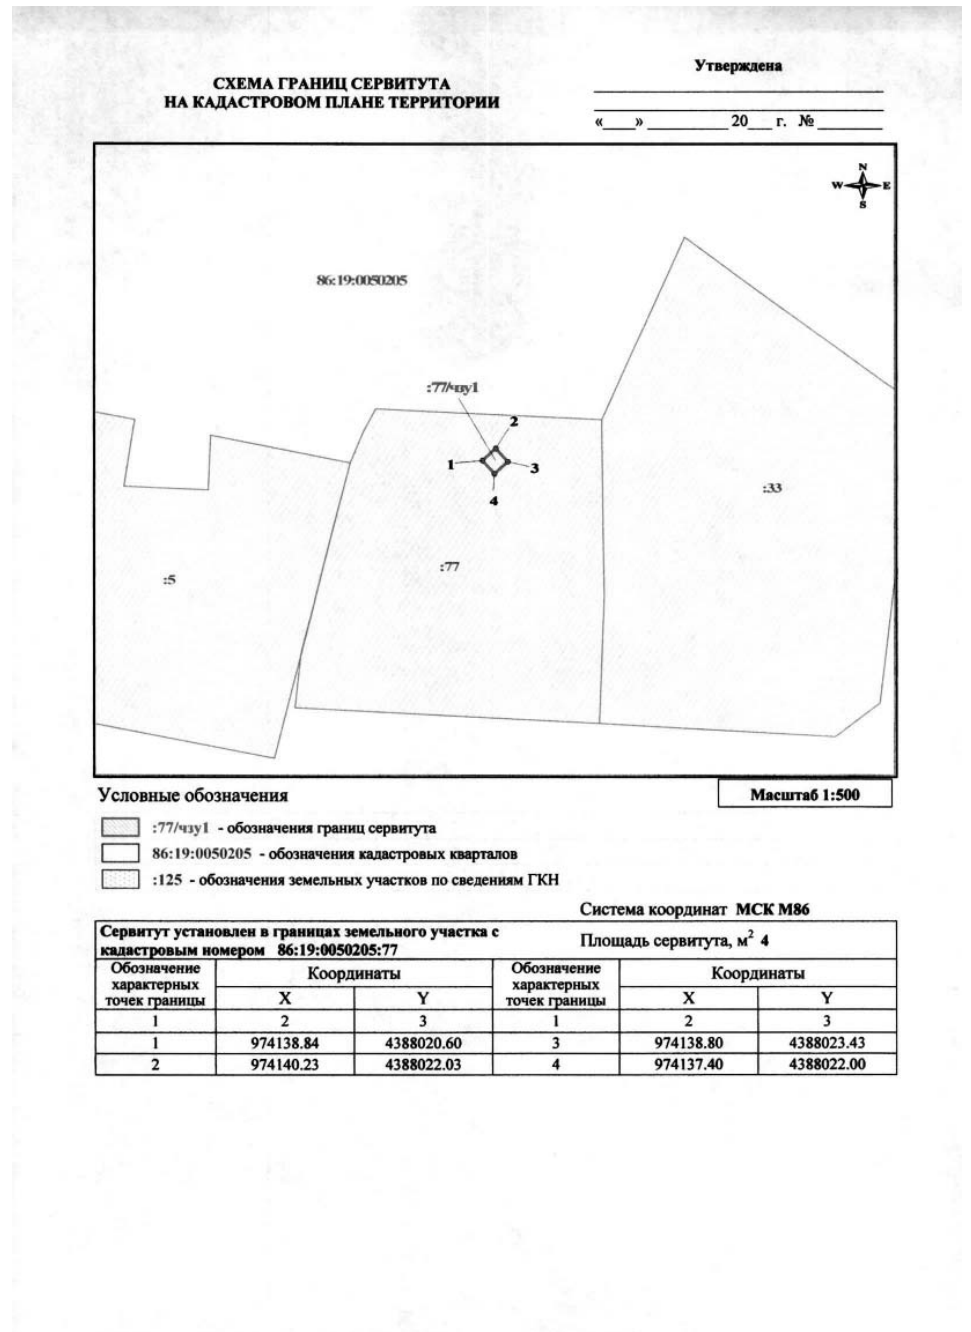 Утверждена
СХЕМА ГРАНИЦ СЕРВИТУТА
НА КАДАСТРОВОМ ПЛАНЕ ТЕРРИТОРИИ
«____» __________ 20___ г. № ________
N
W E
S
86:19:0050205
:77/чзу1
2
1
3
4
:33
:77
:5
Условные обозначения
Масштаб 1:500
:77/чзу1 - обозначения границ сервитута
86:19:0050205 - обозначения кадастровых кварталов
:125 - обозначения земельных участков по сведениям ГКН
Система координат МСК М86
Сервитут установлен в границах земельного участка с
кадастровым номером 86:19:0050205:77
Площадь сервитута, м2 4
Обозначение характерных точек границы Координаты Обозначение характерных точек границы Координаты
X Y X Y
1 2 3 1 2 3
1 974138.84 4388020.60 3 974138.80 4388023.43
2 974140.23 4388022.03 4 974137.40 4388022.00